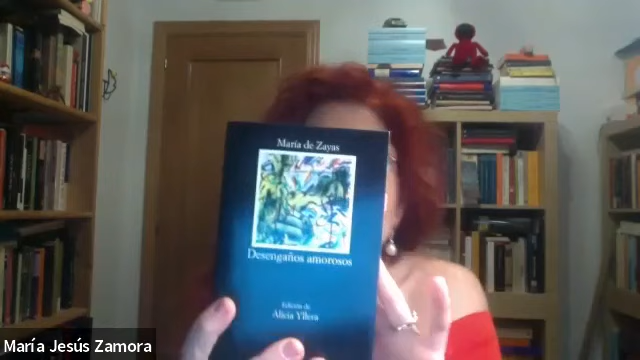 María de Zayas
Desengaños amorosos
Edición de
Alicia Yllera
María Jesús Zamora